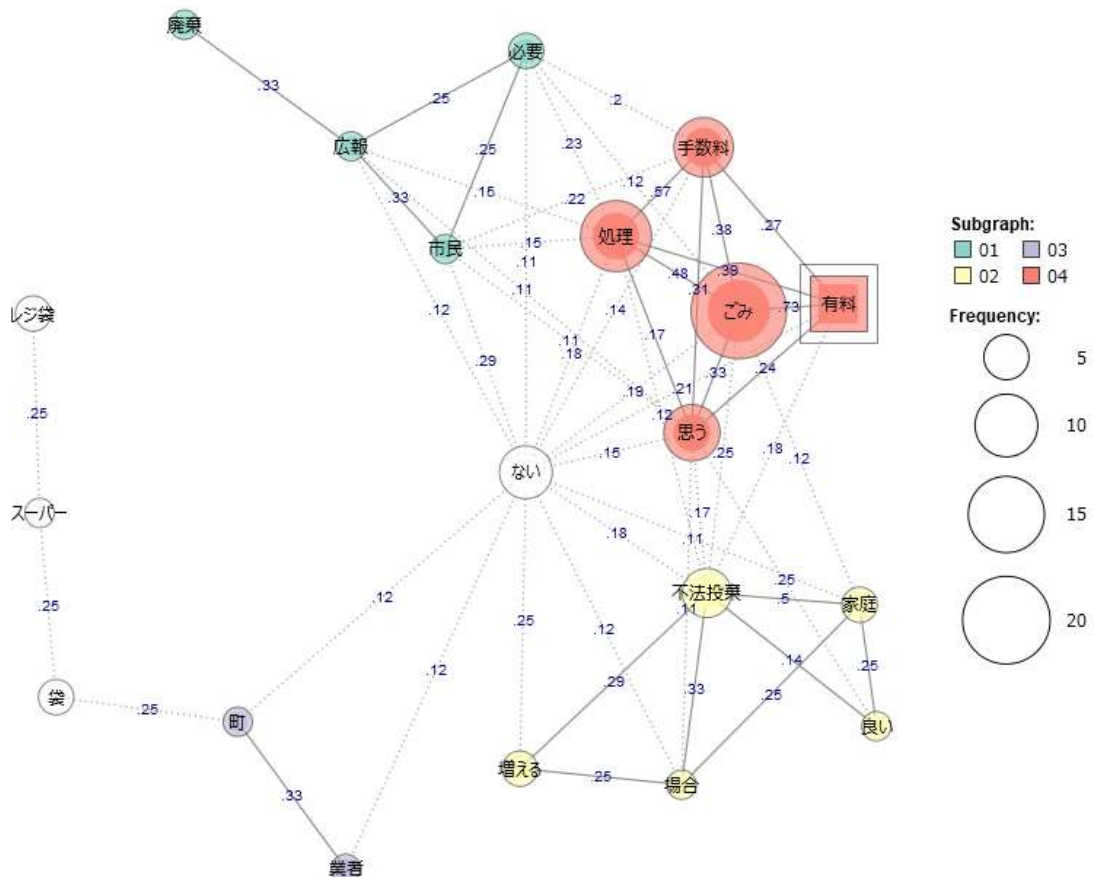 廃棄
必要
.33
.25
.2
広報
手数料
.25
.23
.33
.15
.22
.12
.57
.38
.27
市民
.15
処理
.11
.48
.39
.31
.11
ごみ
.73
有料
レジ袋
.12
.14
.17
.11
.18
.29
.33
.24
.19
.21
.25
.12
思う
.15
.25
.18
.12
ない
スーパー
.17
.18
.11
.25
不法投棄
.5
家庭
.11
.25
.12
.25
.12
.14
.25
.12
.29
.33
.25
袋
.25
町
良い
増える
.25
場合
.33
業者
Subgraph:
01 03
02 04
Frequency:
5
10
15
20